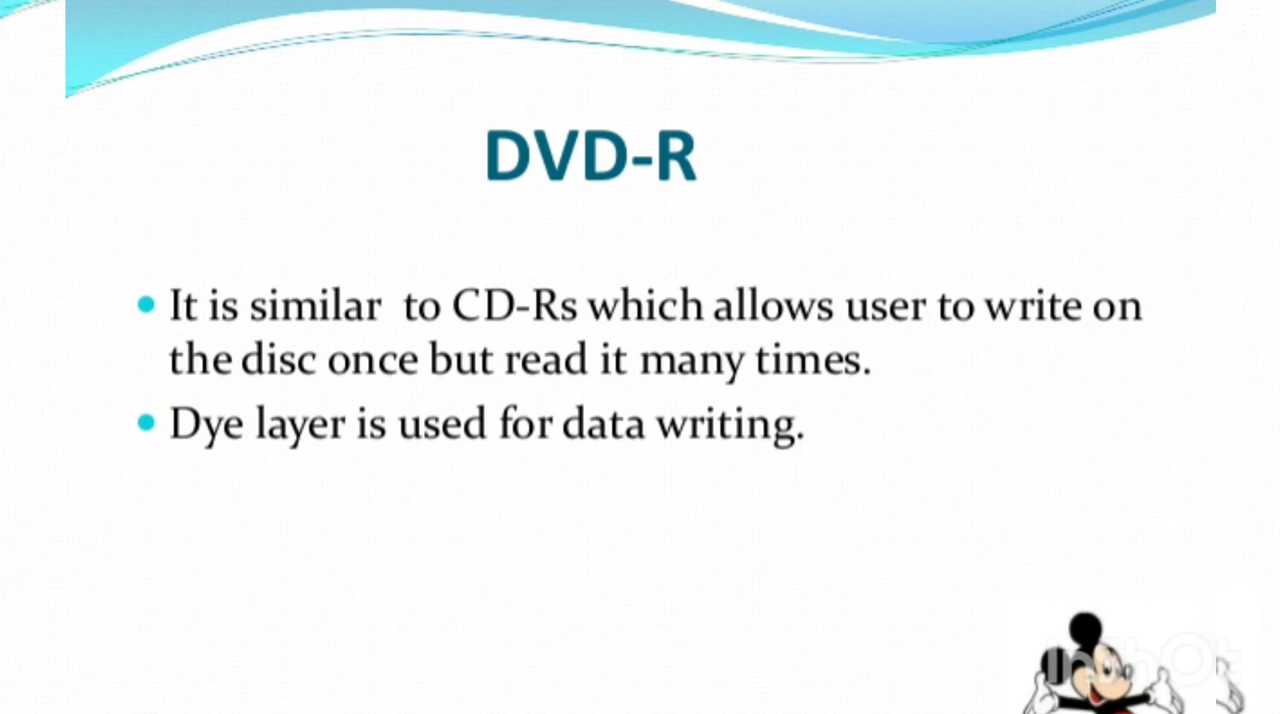 DVD-R
It is similar to CD-Rs which allows user to write on
the disc once but read it many times.
Dye layer is used for data writing.
InShOt